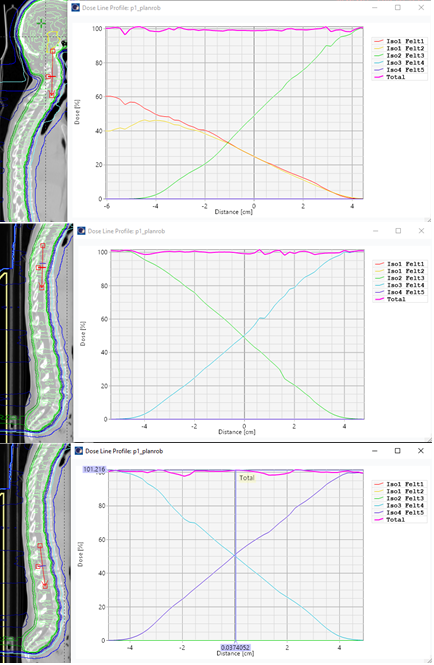 Dose Line Profile: p1_planrob
Iso1 Felt1
Iso1 Felt2
Iso2 Felt3
Iso3 Felt4
Iso4 Felt5
Total
Dose [%]
100
80
60
40
20
0
-6
-4
-2
0
2
4
Distance [cm]
Dose Line Profile: p1_planrob
Iso1 Felt1
Iso1 Felt2
Iso2 Felt3
Iso3 Felt4
Iso4 Felt5
Total
Dose [%]
100
80
60
40
20
0
-4
-2
0
2
4
Distance [cm]
Dose Line Profile: p1_planrob
Iso1 Felt1
Iso1 Felt2
Iso2 Felt3
Iso3 Felt4
Iso4 Felt5
Total
101.216
Total
Dose [%]
80
60
40
20
0
-4
-2
0.0374052
2
4
Distance [cm]